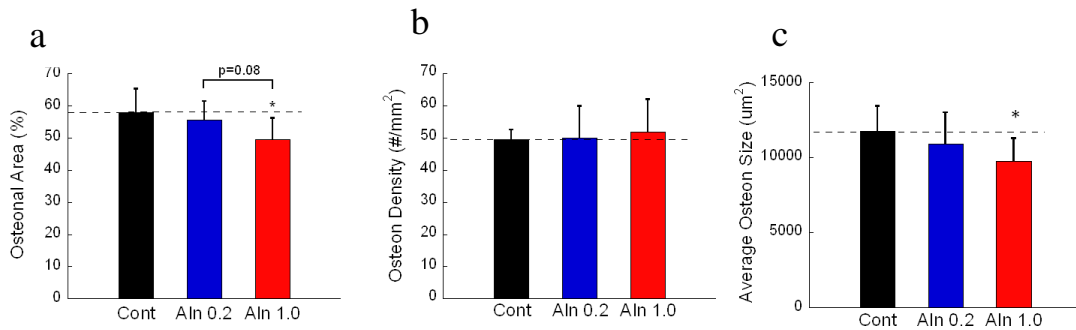 a
Osteonal Area (%)
70
60
50
40
30
20
10
0
p=0.08
*
Cont Aln 0.2 Aln 1.0
b
Osteon Density (#/mm²)
70
60
50
40
30
20
10
0
Cont Aln 0.2 Aln 1.0
c
Average Osteon Size (um²)
15000
10000
5000
0
*
Cont Aln 0.2 Aln 1.0